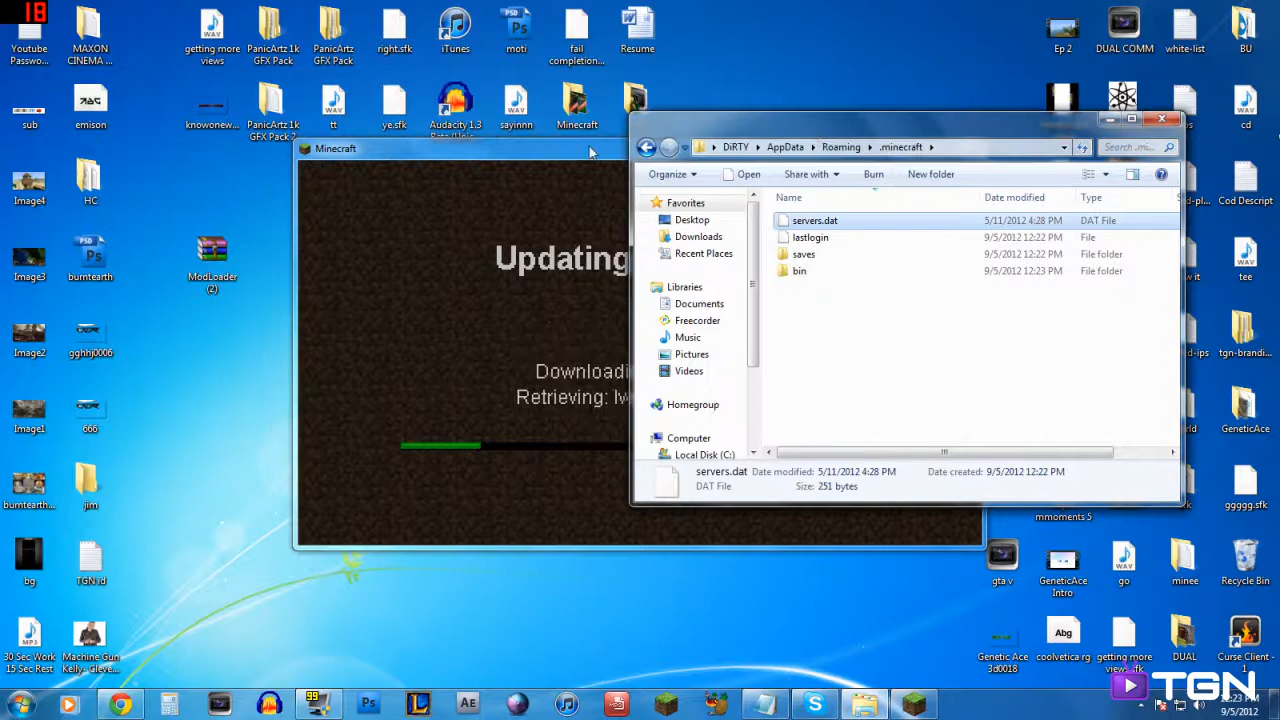 18
Youtube Passwo...
MAXON CINEMA ...
getting more views
PanicArtz 1k GFX Pack
PanicArtz GFX Pack
right.sfk
iTunes
moti
fail completion...
Resume
Ep 2
DUAL COMM
white-list
BU
sub
emison
knowonew...
PanicArtz 1k GFX Pack 2
tt
ye.sfk
Audacity 1.3
sayinnn
Minecraft
cd
Minecraft
DiRTY
AppData
Roaming
.minecraft
Search .mi...
Organize
Open
Share with
Burn
New folder
Name
Date modified
Type
Favorites
Desktop
Downloads
Recent Places
Libraries
Documents
Freecorder
Music
Pictures
Videos
Homegroup
Computer
Local Disk (C:)
servers.dat 5/11/2012 4:28 PM DAT File
lastlogin 9/5/2012 12:22 PM File
saves 9/5/2012 12:22 PM File folder
bin 9/5/2012 12:23 PM File folder
servers.dat Date modified: 5/11/2012 4:28 PM Date created: 9/5/2012 12:22 PM
DAT File Size: 251 bytes
Updating
Downloadi
Retrieving: lw
Image4
HC
Cod Descript
Image3
burntearth
ModLoader (2)
tee
Image2
gghhj0006
tgn-brandi...
Image1
666
GeneticAce
burntearth...
jim
mmoments 5
ggggg.sfk
bg
TGN id
gta v
GeneticAce Intro
go
minee
Recycle Bin
30 Sec Work 15 Sec Rest
Machine Gun Kelly- Cleve...
Genetic Ace 3d0018
Abg
coolvetica rg
getting more views.sfk
DUAL
Curse Client - 1
99
Ps
Ae
TGN
12:23 PM
9/5/2012